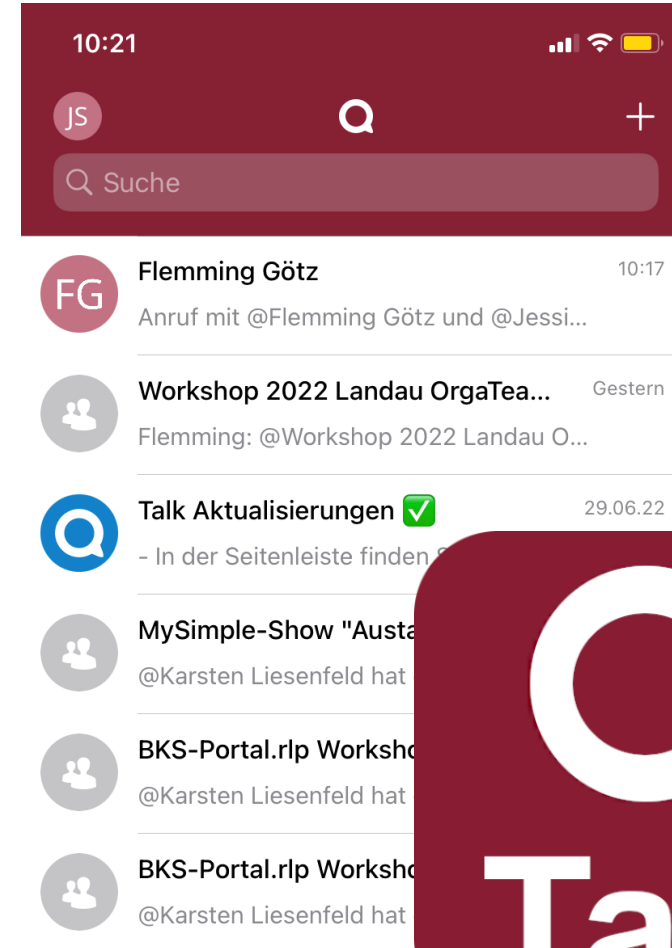 10:21
JS
Suche
FG
Flemming Götz
10:17
Anruf mit @Flemming Götz und @Jessi...
Workshop 2022 Landau OrgaTea...
Gestern
Flemming: @Workshop 2022 Landau O...
Talk Aktualisierungen ✅
29.06.22
- In der Seitenleiste finden
MySimple-Show "Austa
@Karsten Liesenfeld hat
BKS-Portal.rlp Worksho
@Karsten Liesenfeld hat
BKS-Portal.rlp Worksho
@Karsten Liesenfeld hat
Ta